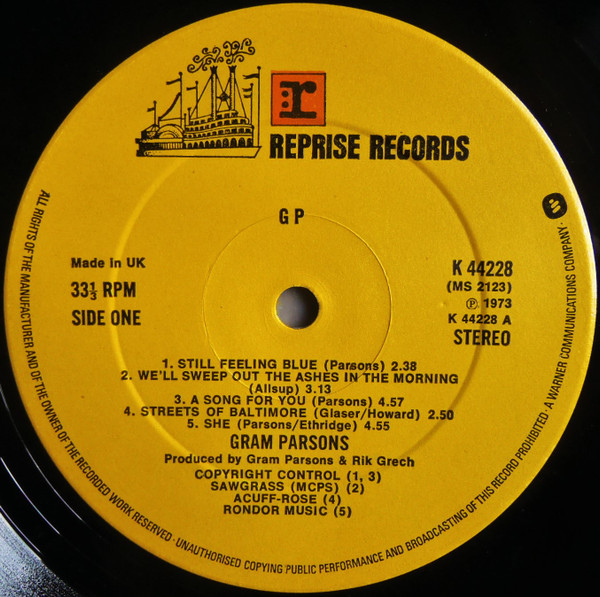 r
REPRISE RECORDS
GP
Made in UK
33⅓ RPM
SIDE ONE
K 44228
(MS 2123)
℗ 1973
K 44228 A
STEREO
1. STILL FEELING BLUE (Parsons) 2.38
2. WE'LL SWEEP OUT THE ASHES IN THE MORNING
(Allsup) 3.13
3. A SONG FOR YOU (Parsons) 4.57
4. STREETS OF BALTIMORE (Glaser/Howard) 2.50
5. SHE (Parsons/Ethridge) 4.55
GRAM PARSONS
Produced by Gram Parsons & Rik Grech
COPYRIGHT CONTROL (1, 3)
SAWGRASS (MCPS) (2)
ACUFF-ROSE (4)
RONDOR MUSIC (5)
ALL RIGHTS OF THE MANUFACTURER AND OF THE OWNER OF THE RECORDED WORK RESERVED · UNAUTHORISED COPYING PUBLIC PERFORMANCE AND BROADCASTING OF THIS RECORD PROHIBITED · A WARNER COMMUNICATIONS COMPANY ·